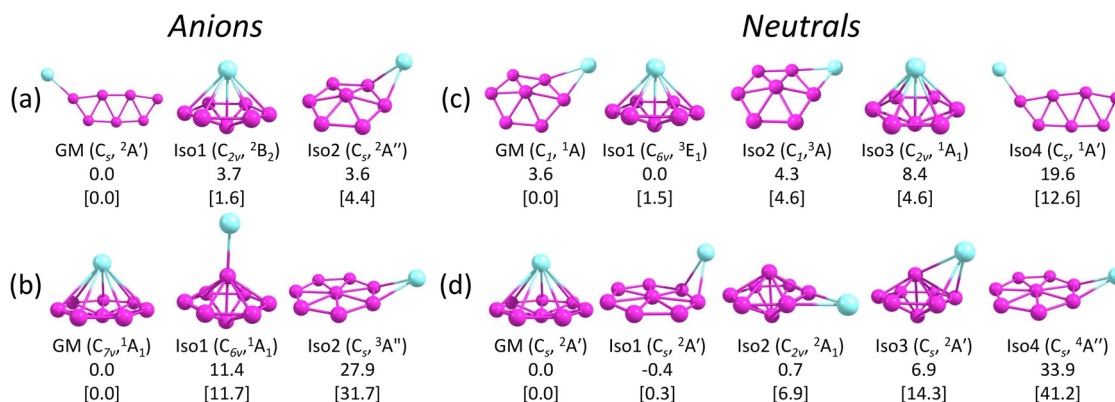 Anions Neutrals
(a) (c)
GM (Cs, ²A') Iso1 (C2v, ²B2) Iso2 (Cs, ²A'') GM (C1, ¹A) Iso1 (C6v, ³E1) Iso2 (C1,³A) Iso3 (C2v, ¹A1) Iso4 (Cs, ¹A')
0.0 3.7 3.6 3.6 0.0 4.3 8.4 19.6
[0.0] [1.6] [4.4] [0.0] [1.5] [4.6] [4.6] [12.6]
(b) (d)
GM (C7v,¹A1) Iso1 (C6v,¹A1) Iso2 (Cs, ³A") GM (Cs, ²A') Iso1 (Cs, ²A') Iso2 (C2v, ²A1) Iso3 (Cs, ²A') Iso4 (Cs, ⁴A'')
0.0 11.4 27.9 0.0 -0.4 0.7 6.9 33.9
[0.0] [11.7] [31.7] [0.0] [0.3] [6.9] [14.3] [41.2]